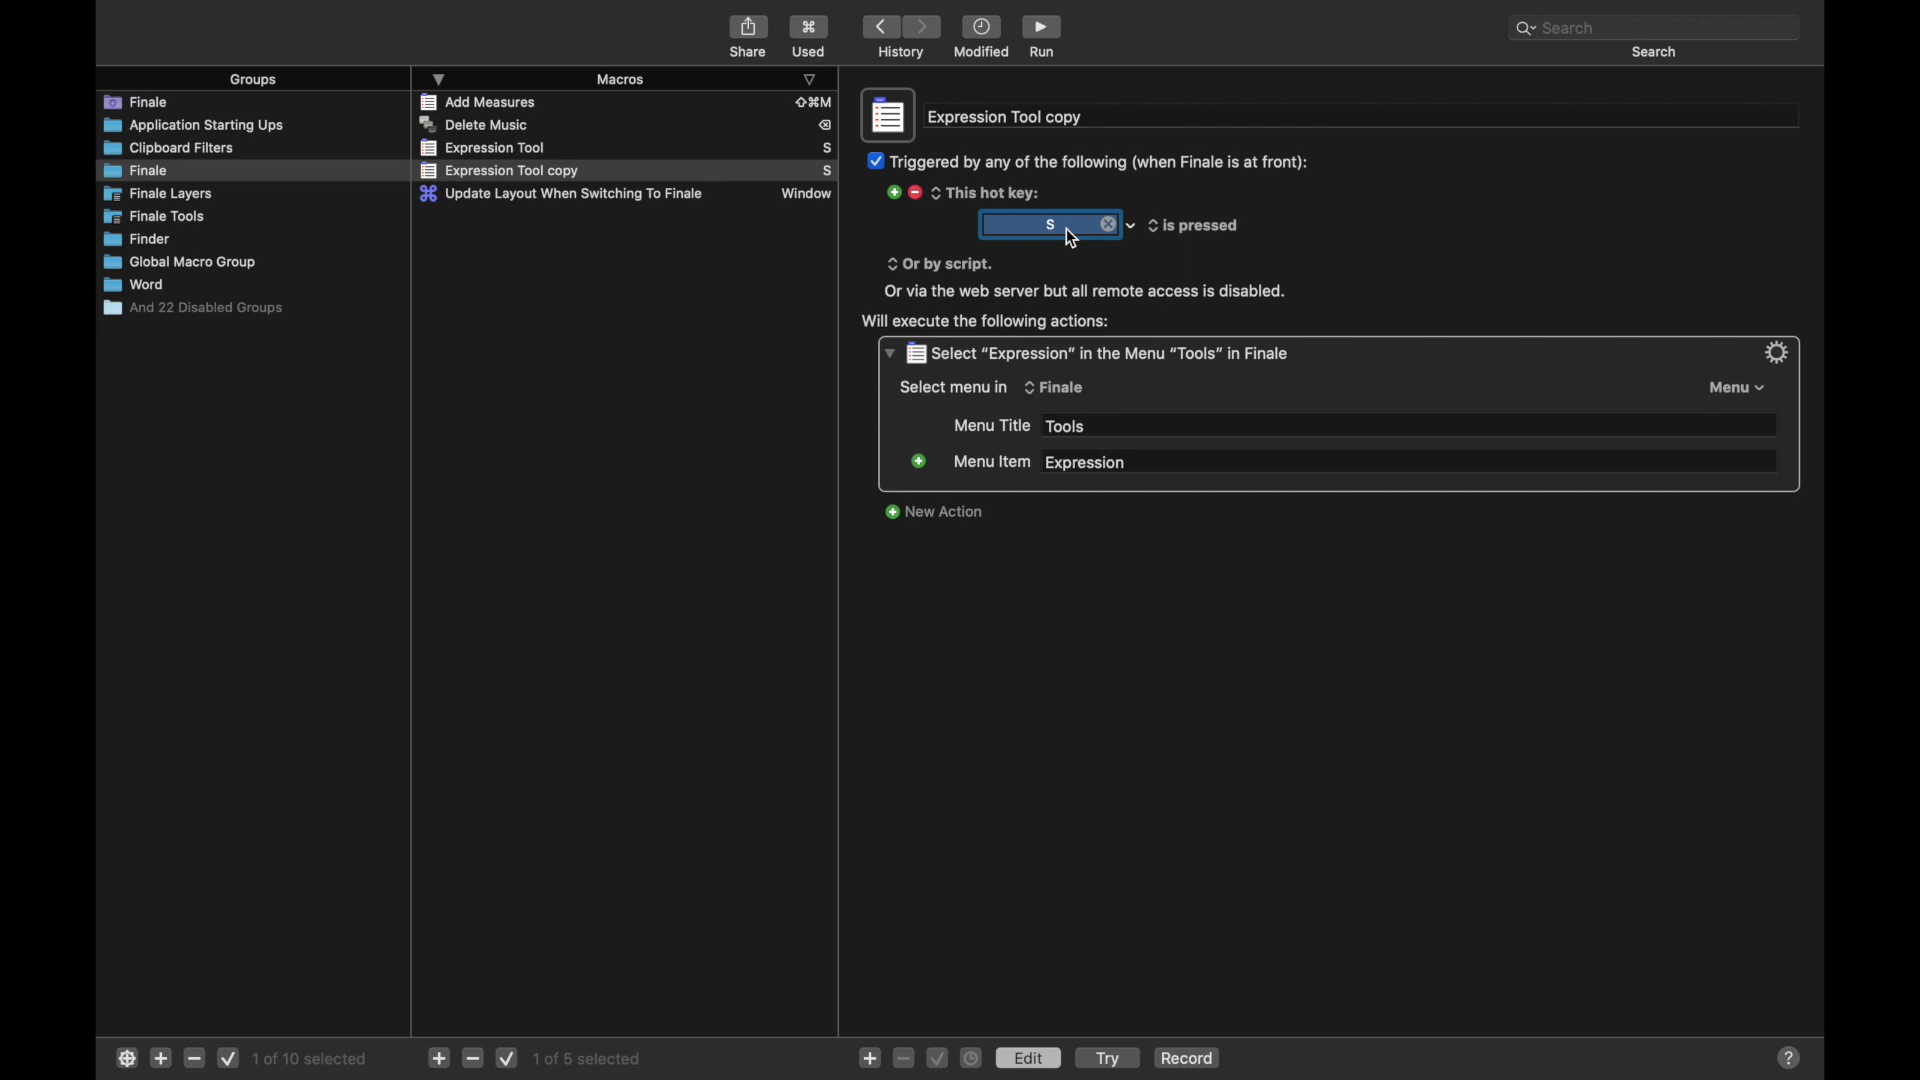 Share
Used
History
Modified
Run
Search
Search
Groups
Macros
Finale
Application Starting Ups
Clipboard Filters
Finale
Finale Layers
Finale Tools
Finder
Global Macro Group
Word
And 22 Disabled Groups
Add Measures ⇧⌘M
Delete Music ⌫
Expression Tool S
Expression Tool copy S
Update Layout When Switching To Finale Window
Expression Tool copy
Triggered by any of the following (when Finale is at front):
This hot key:
S is pressed
Or by script.
Or via the web server but all remote access is disabled.
Will execute the following actions:
Select “Expression” in the Menu “Tools” in Finale
Select menu in Finale Menu
Menu Title Tools
Menu Item Expression
New Action
1 of 10 selected
1 of 5 selected
Edit
Try
Record
?